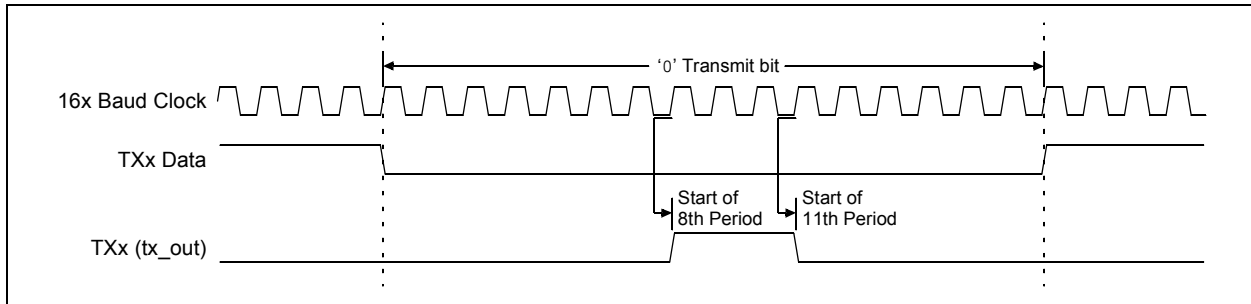 ‘0’ Transmit bit
16x Baud Clock
TXx Data
Start of
8th Period
Start of
11th Period
TXx (tx_out)